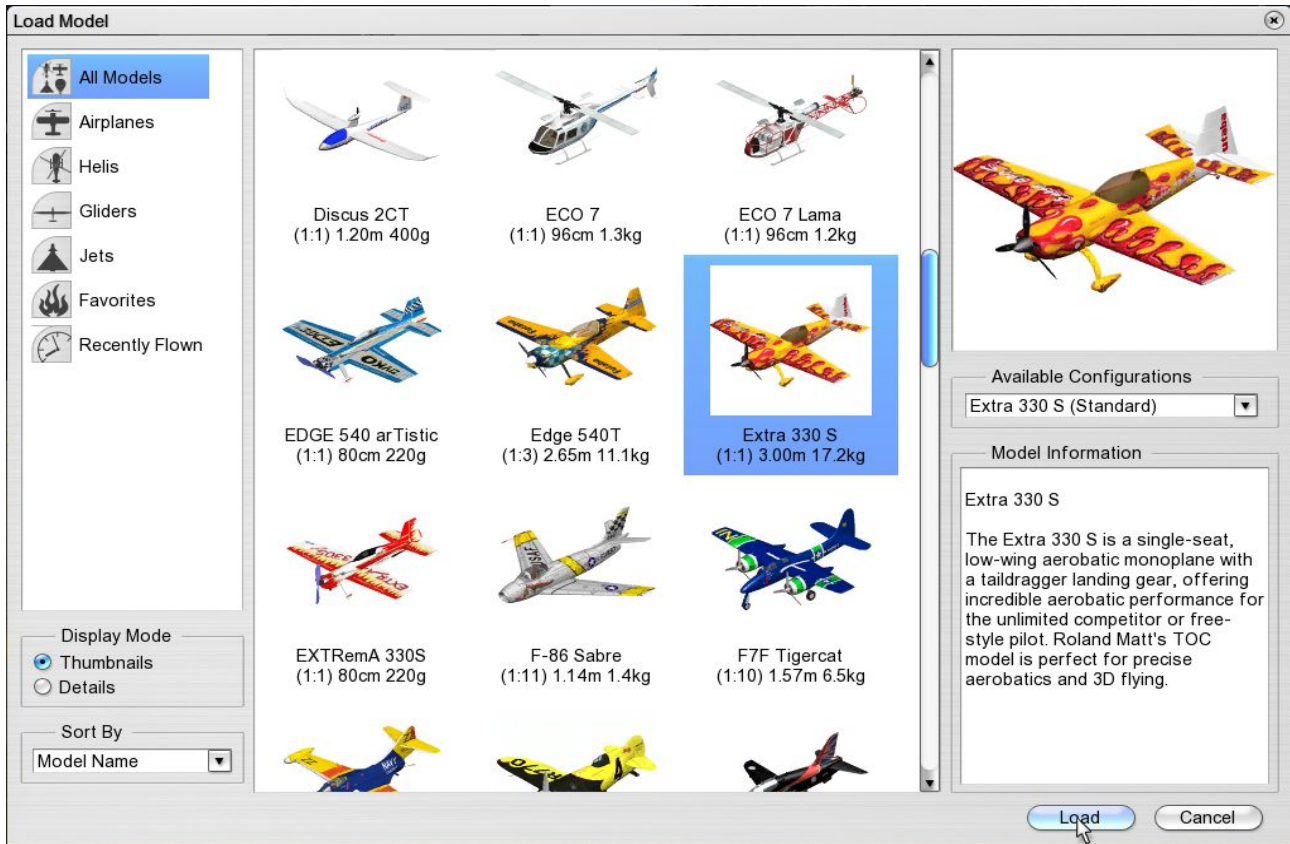 Load Model
All Models
Airplanes
Helis
Gliders
Jets
Favorites
Recently Flown
Display Mode
Thumbnails
Details
Sort By
Model Name
Discus 2CT
(1:1) 1.20m 400g
ECO 7
(1:1) 96cm 1.3kg
ECO 7 Lama
(1:1) 96cm 1.2kg
EDGE 540 arTistic
(1:1) 80cm 220g
Edge 540T
(1:3) 2.65m 11.1kg
Extra 330 S
(1:1) 3.00m 17.2kg
EXTRemA 330S
(1:1) 80cm 220g
F-86 Sabre
(1:11) 1.14m 1.4kg
F7F Tigercat
(1:10) 1.57m 6.5kg
utaba
Available Configurations
Extra 330 S (Standard)
Model Information
Extra 330 S
The Extra 330 S is a single-seat,
low-wing aerobatic monoplane with
a taildragger landing gear, offering
incredible aerobatic performance for
the unlimited competitor or free-
style pilot. Roland Matt's TOC
model is perfect for precise
aerobatics and 3D flying.
Load
Cancel